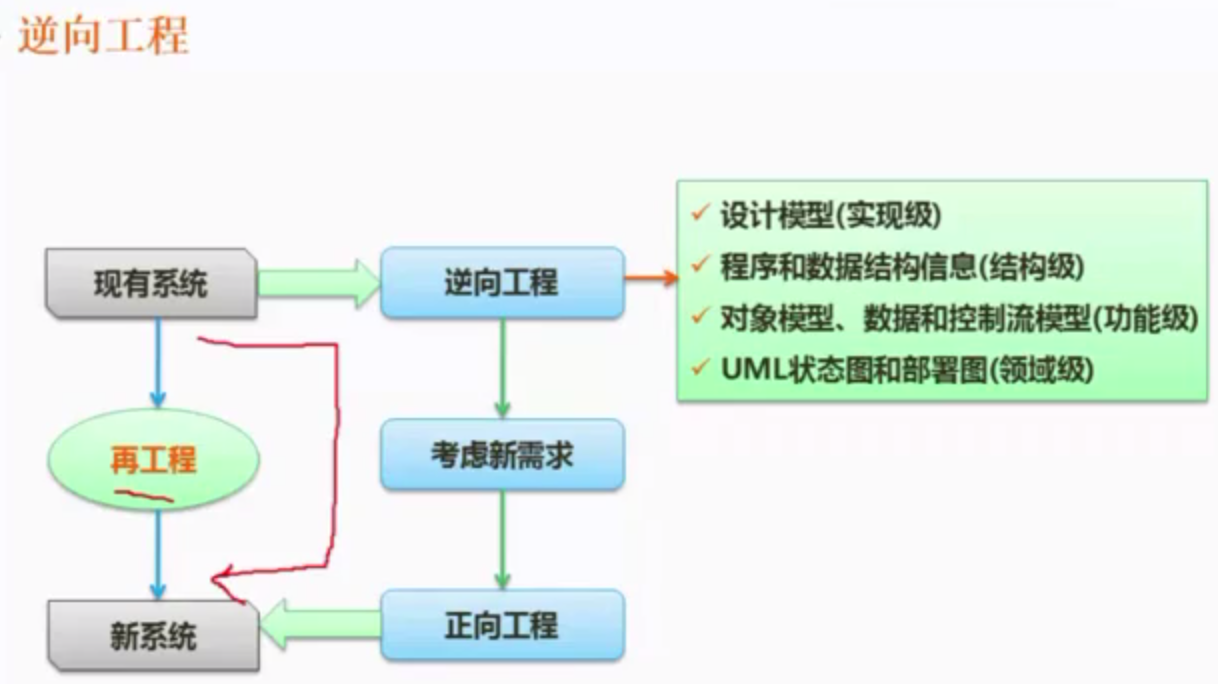 逆向工程
设计模型(实现级)
程序和数据结构信息(结构级)
对象模型、数据和控制流模型(功能级)
UML状态图和部署图(领域级)
现有系统
逆向工程
再工程
考虑新需求
新系统
正向工程